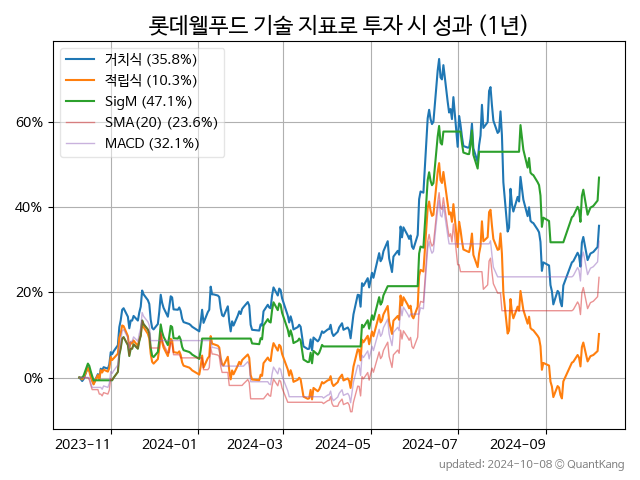 롯데웰푸드 기술 지표로 투자 시 성과 (1년)
거치식 (35.8%)
적립식 (10.3%)
SigM (47.1%)
SMA(20) (23.6%)
MACD (32.1%)
60%
40%
20%
0%
2023-11 2024-01 2024-03 2024-05 2024-07 2024-09
updated: 2024-10-08 © QuantKang